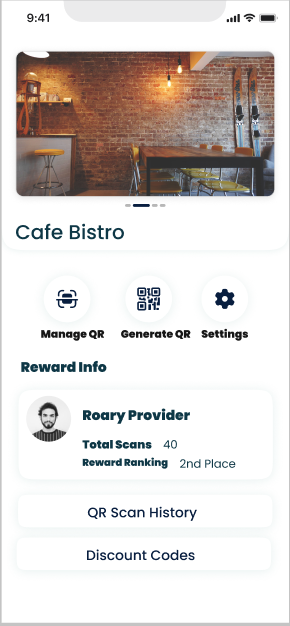 9:41
Cafe Bistro
Manage QR Generate QR Settings
Reward Info
Roary Provider
Total Scans 40
Reward Ranking 2nd Place
QR Scan History
Discount Codes